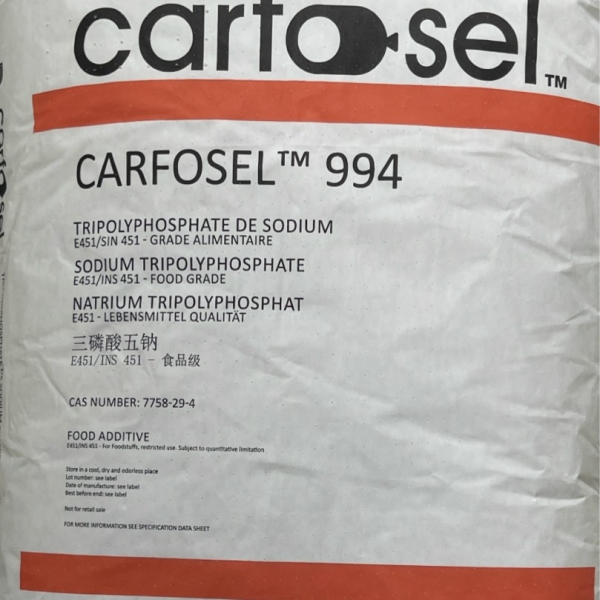 carfosel™
CARFOSEL™ 994
TRIPOLYPHOSPHATE DE SODIUM
E451/SIN 451 - GRADE ALIMENTAIRE
SODIUM TRIPOLYPHOSPHATE
E451/INS 451 - FOOD GRADE
NATRIUM TRIPOLYPHOSPHAT
E451 - LEBENSMITTEL QUALITÄT
三磷酸五钠
E451/INS 451 - 食品级
CAS NUMBER: 7758-29-4
FOOD ADDITIVE
E451/INS 451 - For Foodstuffs, restricted use. Subject to quantitative limitation
Store in a cool, dry and odorless place
Lot number: see label
Date of manufacture: see label
Best before end: see label
Not for retail sale
FOR MORE INFORMATION SEE SPECIFICATION DATA SHEET